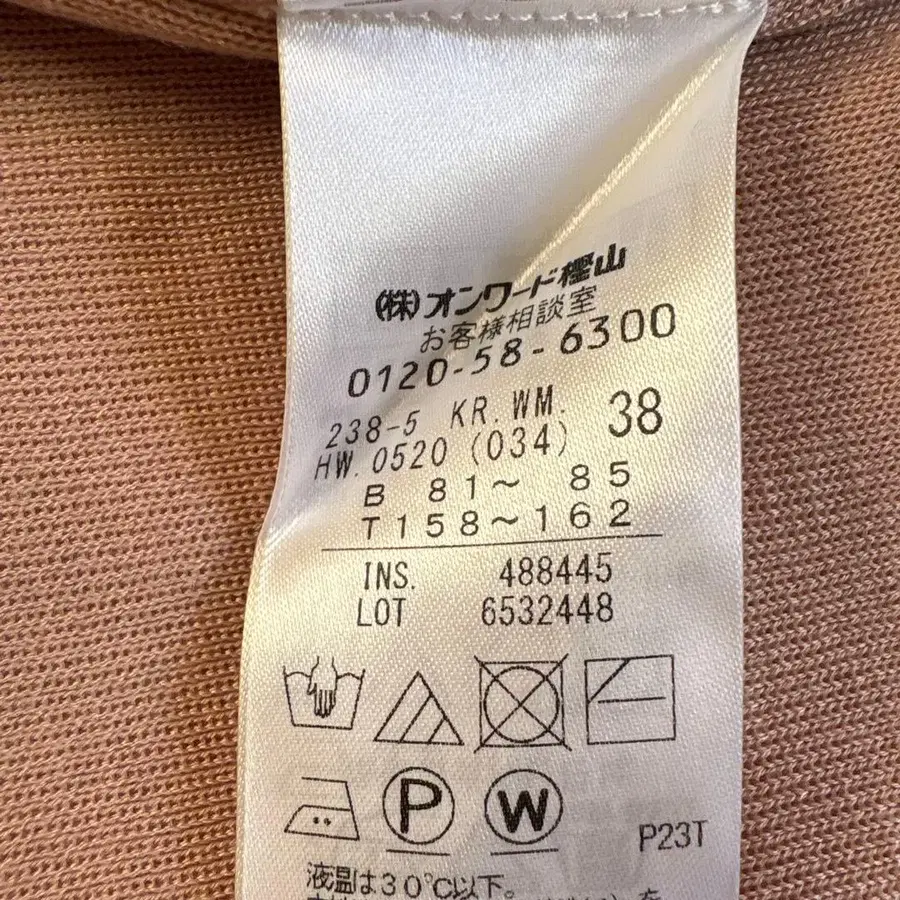 (株)オンワード樫山
お客様相談室
0120-58-6300
238-5 KR.WM. 38
HW.0520(034)
B 81～ 85
T158～162
INS. 488445
LOT 6532448
P W P23T
液温は30℃以下。